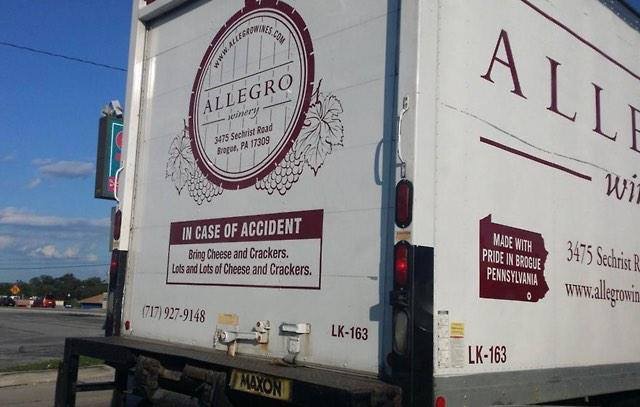 www.ALLEGROWINES.COM
ALLEGRO
winery
3475 Sechrist Road
Brogue, PA 17309
IN CASE OF ACCIDENT
Bring Cheese and Crackers.
Lots and Lots of Cheese and Crackers.
(717) 927-9148
LK-163
MAXON
ALLE
wi
MADE WITH
PRIDE IN BROGUE
PENNSYLVANIA
3475 Sechrist R
www.allegrowin
LK-163